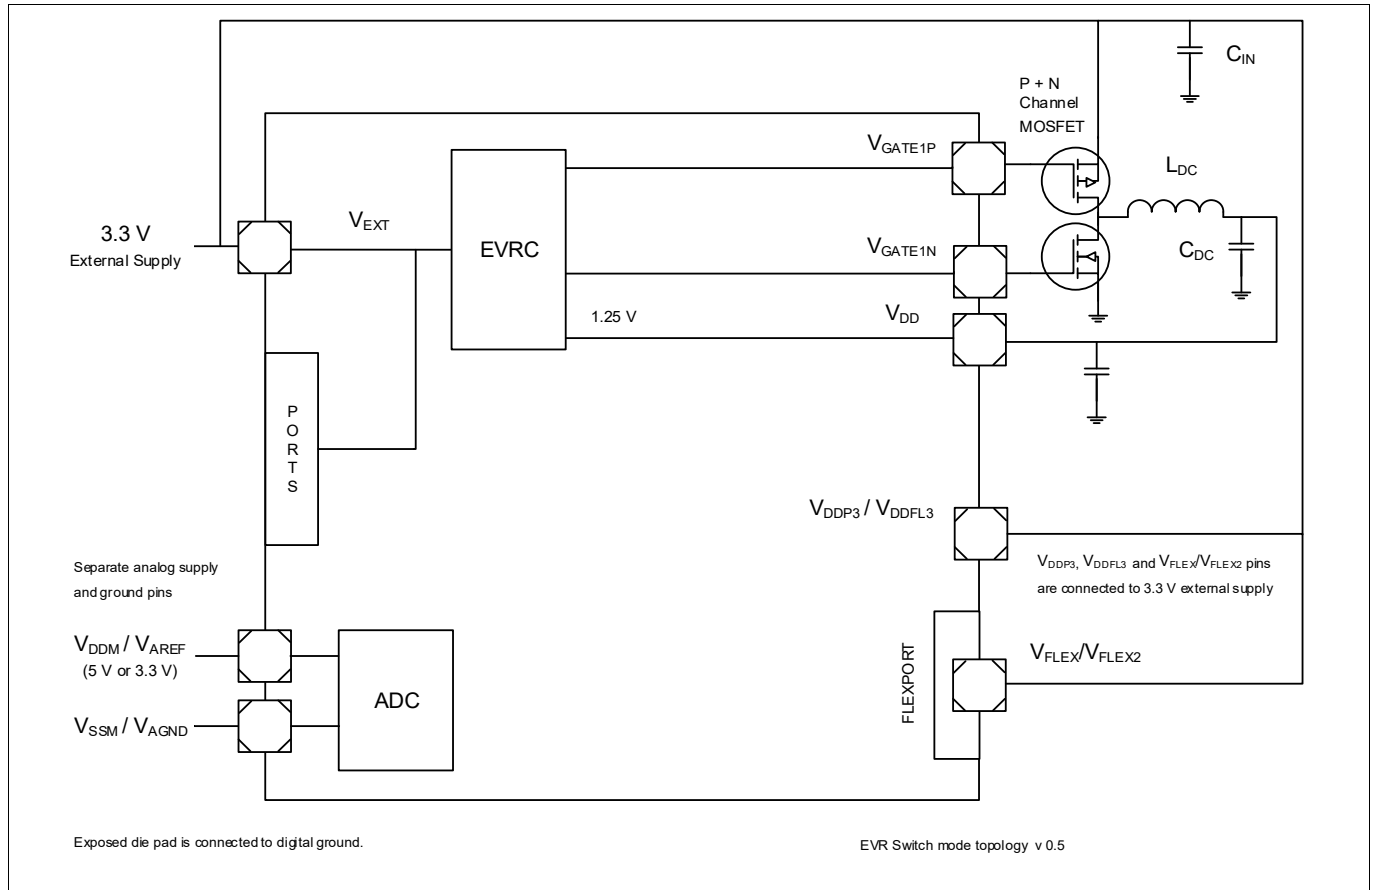 C_IN
P + N
Channel
MOSFET
V_GATE1P
L_DC
3.3 V
External Supply
V_EXT
EVRC
V_GATE1N
C_DC
1.25 V
V_DD
P
O
R
T
S
V_DDP3 / V_DDFL3
Separate analog supply
and ground pins
V_DDP3, V_DDFL3 and V_FLEX/V_FLEX2 pins
are connected to 3.3 V external supply
V_DDM / V_AREF
(5 V or 3.3 V)
ADC
FLEXPORT
V_FLEX/V_FLEX2
V_SSM / V_AGND
Exposed die pad is connected to digital ground.
EVR Switch mode topology v 0.5